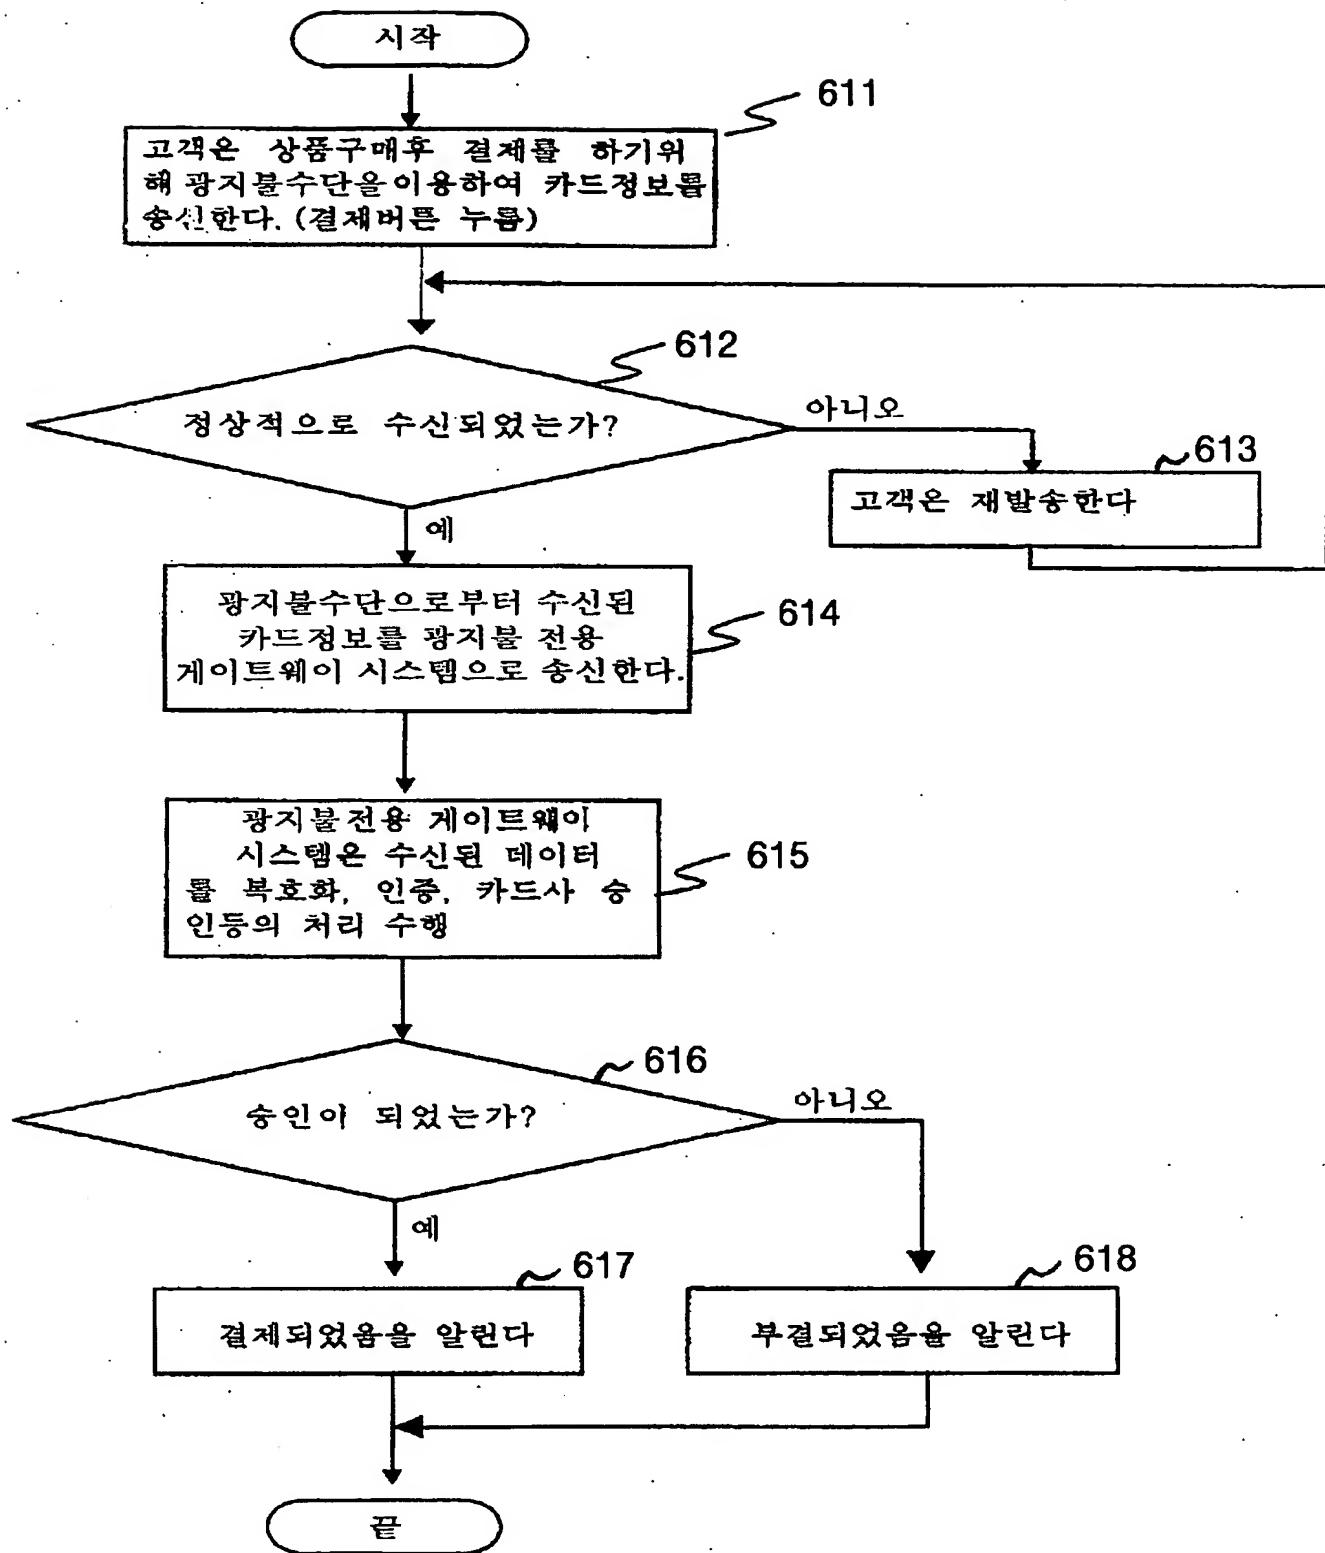 시작
611
고객은 상품구매후 결제를 하기위
해 광지불수단을이용하여 카드정보를
송신한다. (결재버튼 누름)
612
정상적으로 수신되었는가?
아니오
613
고객은 재발송한다
예
광지불수단으로부터 수신된
카드정보를 광지불 전용
게이트웨이 시스템으로 송신한다.
614
광지불전용 게이트웨이
시스템은 수신된 데이터
를 복호화, 인증, 카드사 승
인등의 처리 수행
615
616
승인이 되었는가?
아니오
예
617
결제되었음을 알린다
618
부결되었음을 알린다
끝